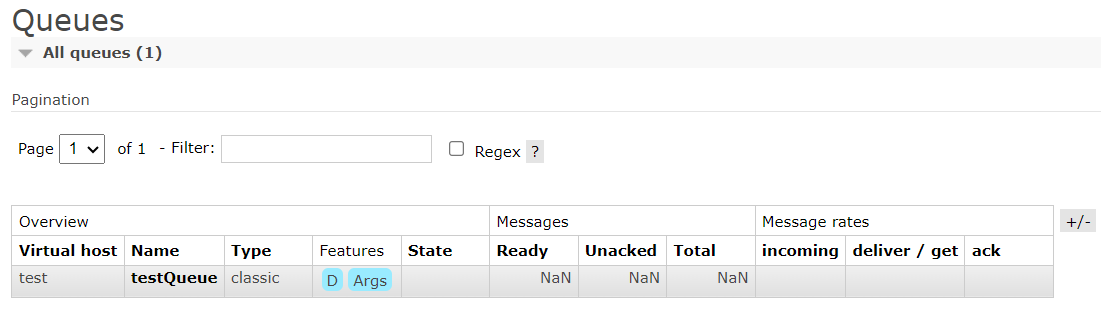 Queues
All queues (1)
Pagination
Page 1 of 1 - Filter: Regex ?
Overview Messages Message rates +/-
Virtual host Name Type Features State Ready Unacked Total incoming deliver / get ack
test testQueue classic D Args NaN NaN NaN